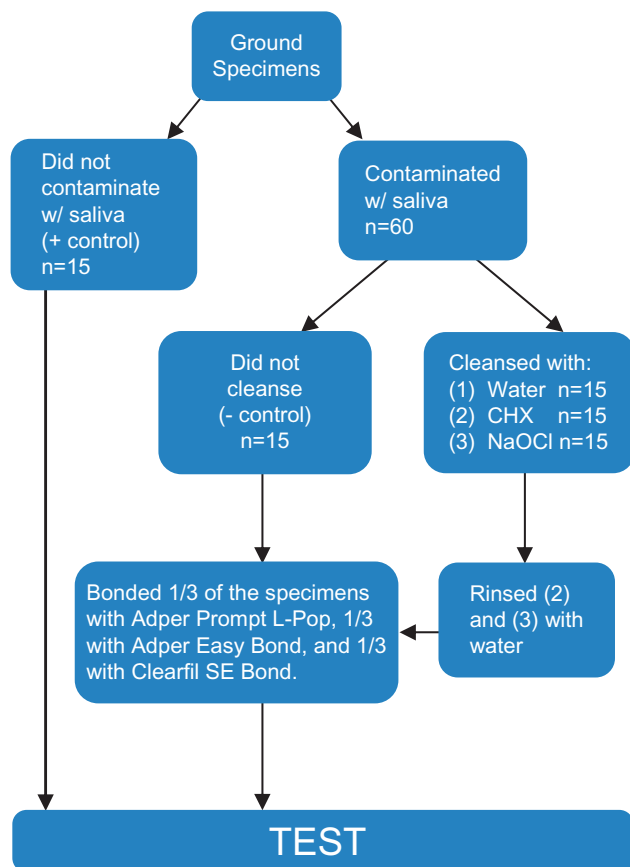 Ground
Specimens
Did not
contaminate
w/ saliva
(+ control)
n=15
Contaminated
w/ saliva
n=60
Did not
cleanse
(- control)
n=15
Cleansed with:
(1) Water n=15
(2) CHX n=15
(3) NaOCl n=15
Bonded 1/3 of the specimens
with Adper Prompt L-Pop, 1/3
with Adper Easy Bond, and 1/3
with Clearfil SE Bond.
Rinsed (2)
and (3) with
water
TEST